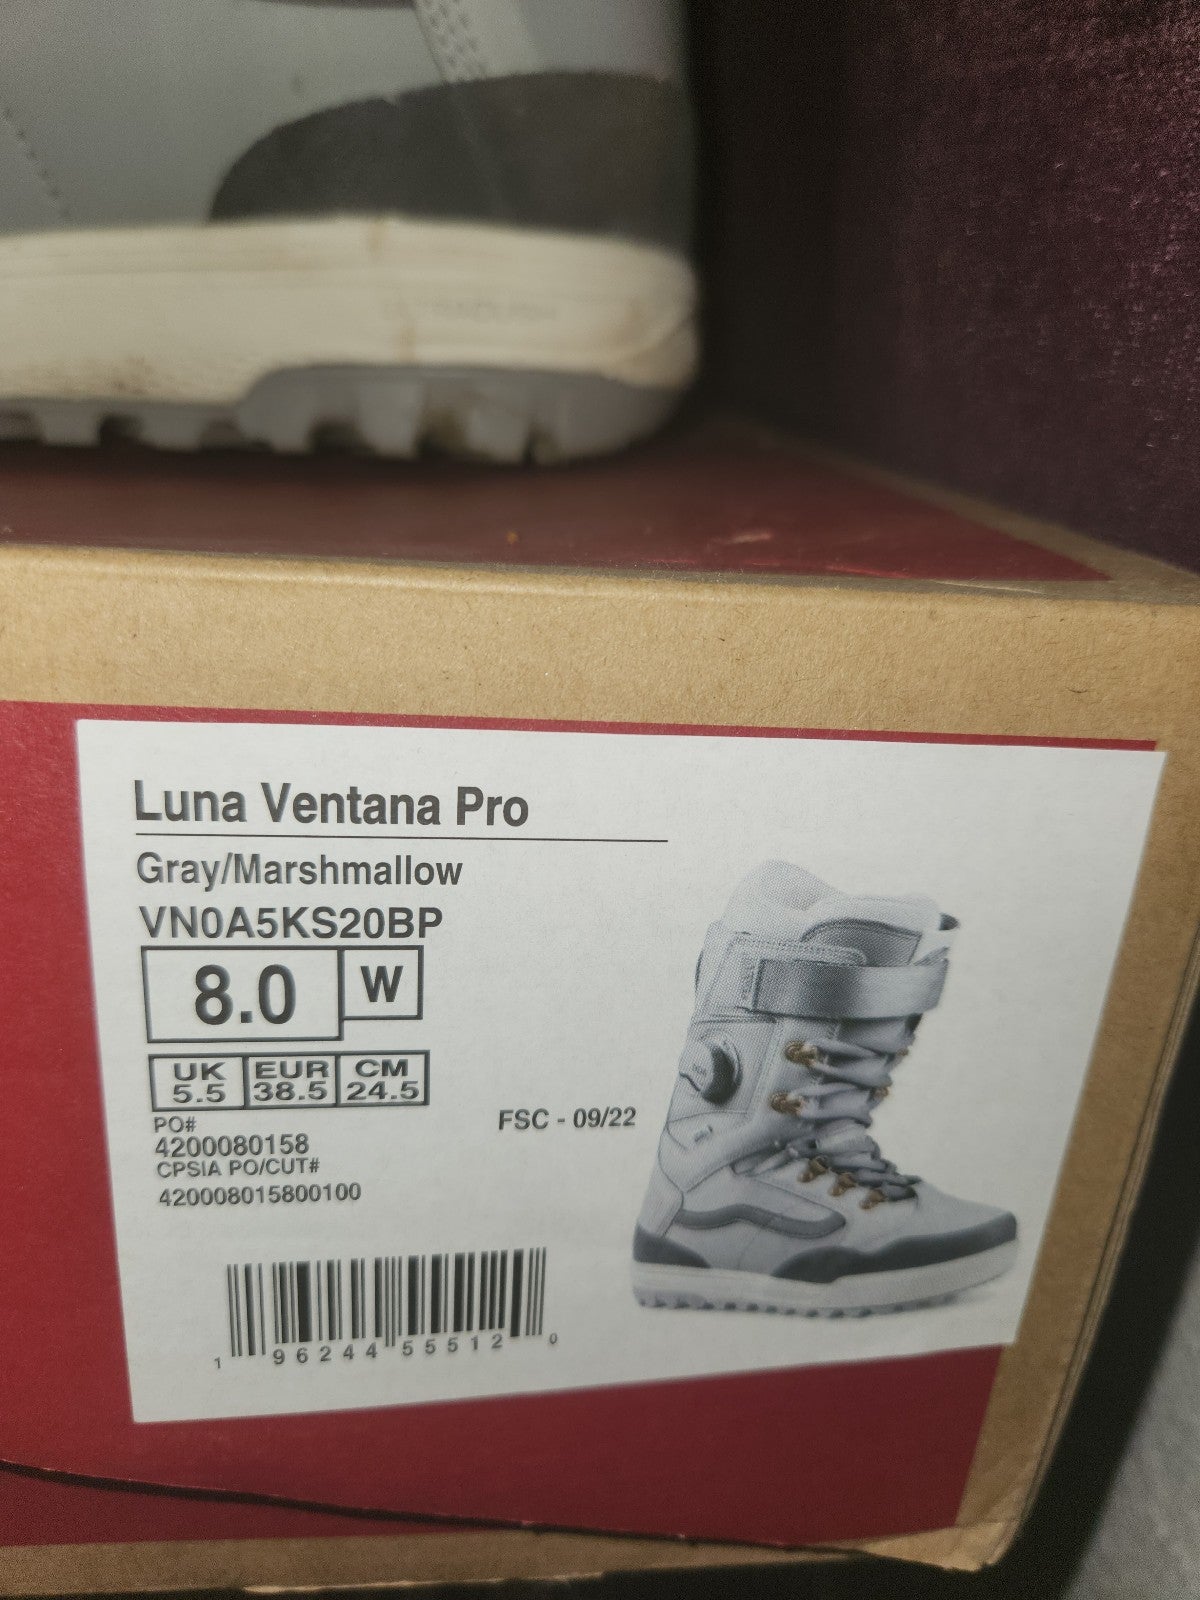 Luna Ventana Pro
Gray/Marshmallow
VN0A5KS20BP
8.0 W
UK EUR CM
5.5 38.5 24.5
PO#
4200080158
FSC - 09/22
CPSIA PO/CUT#
420008015800100
1 96244 55512 0